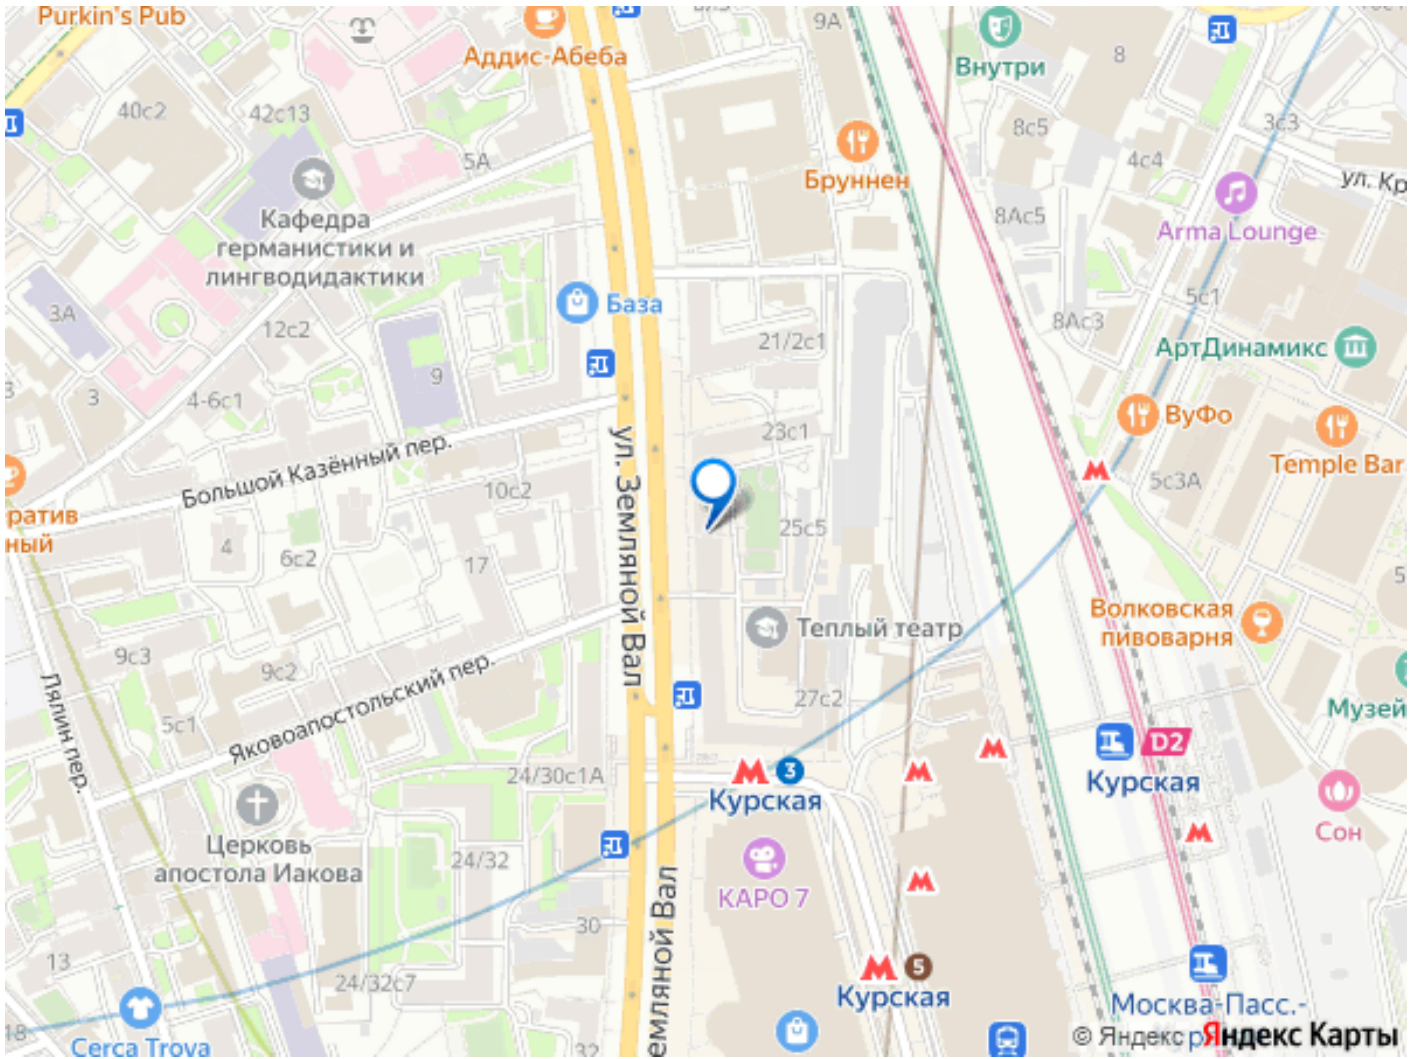 Purkin's Pub
Аддис-Абеба
9А
8
Внутри
40с2
42с13
8с5
3с3
5А
4с4
Бруннен
ул. Кр
Кафедра
германистики и
лингводидактики
8Ас5
Arma Lounge
База
5с1
3А
12с2
21/2с1
8Ас3
АртДинамикс
9
3
4-6с1
ВуФо
23с1
Большой Казённый пер.
ул. Земляной Вал
Temple Bar
10с2
5с3А
ратив
ный
4
6с2
17
25с5
5
Волковская
пивоварня
Теплый театр
9с3
9с2
Лялин пер.
Яковоапостольский пер.
5с1
27с2
Музей
D2
Курская
24/30с1А
3
Курская
Церковь
апостола Иакова
24/32
Сон
КАРО 7
емляной Вал
30
13
24/32с7
5
Курская
Москва-Пасс.-
18
Cerca Trova
32
© Яндекс
Яндекс Карты